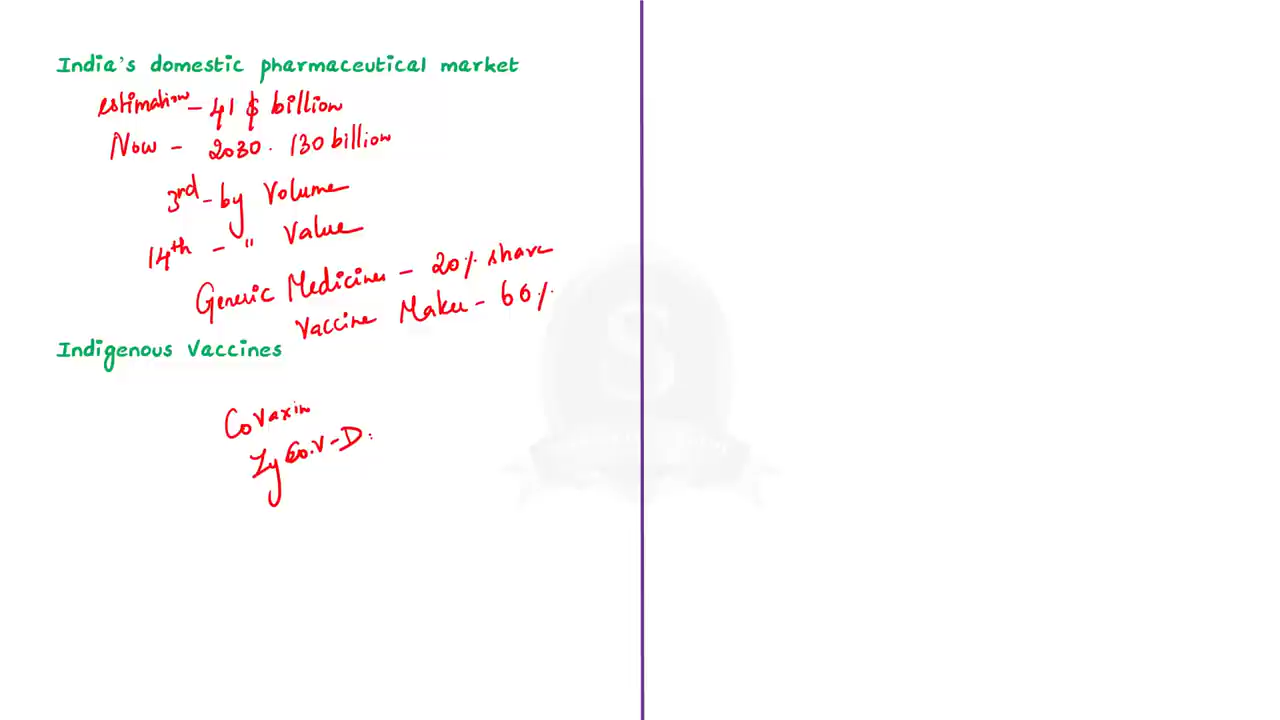 India's domestic pharmaceutical market
estimation - 41 $ billion
Now - 2030. 130 billion
3rd - by Volume
14th - " Value
Generic Medicines - 20% share
Vaccine Maker - 60%
Indigenous Vaccines
Covaxin
ZyCo.V-D.